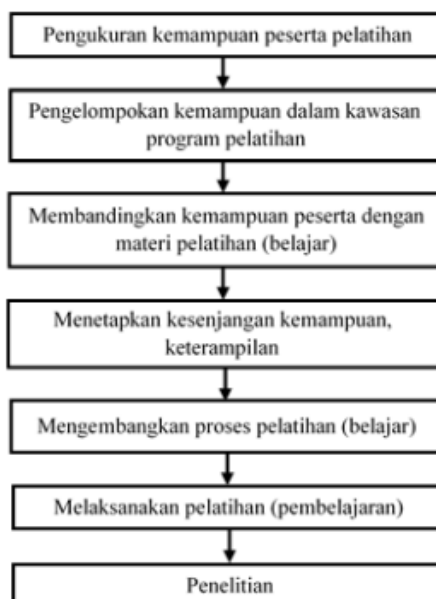 Pengukuran kemampuan peserta pelatihan
Pengelompokan kemampuan dalam kawasan
program pelatihan
Membandingkan kemampuan peserta dengan
materi pelatihan (belajar)
Menetapkan kesenjangan kemampuan,
keterampilan
Mengembangkan proses pelatihan (belajar)
Melaksanakan pelatihan (pembelajaran)
Penelitian